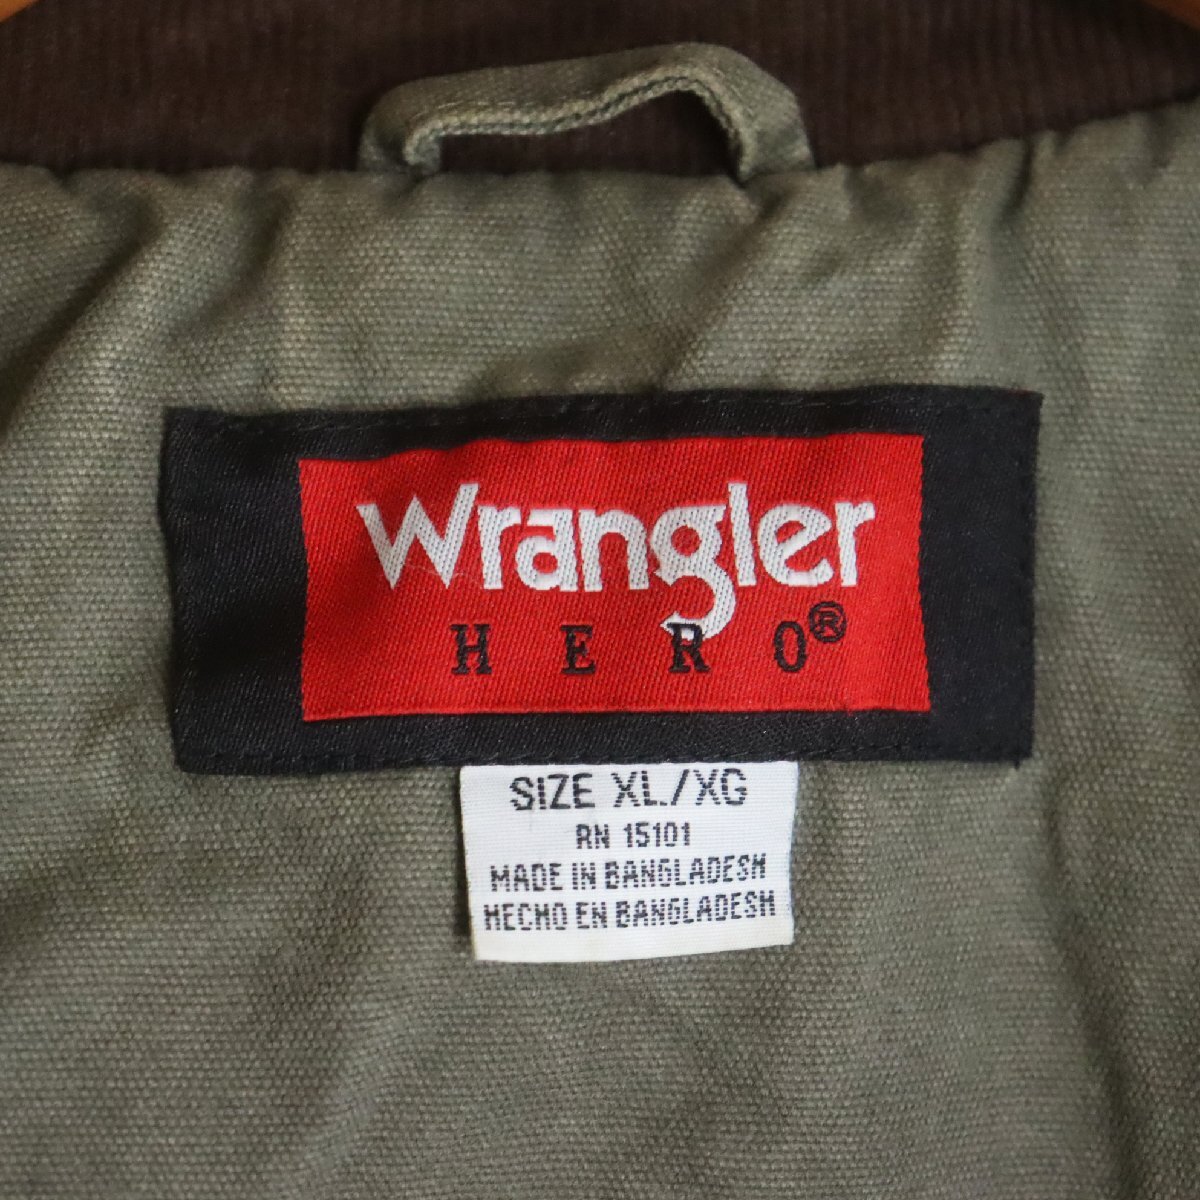 Wrangler
HERO®
SIZE XL/XG
RN 15101
MADE IN BANGLADESH
HECHO EN BANGLADESH